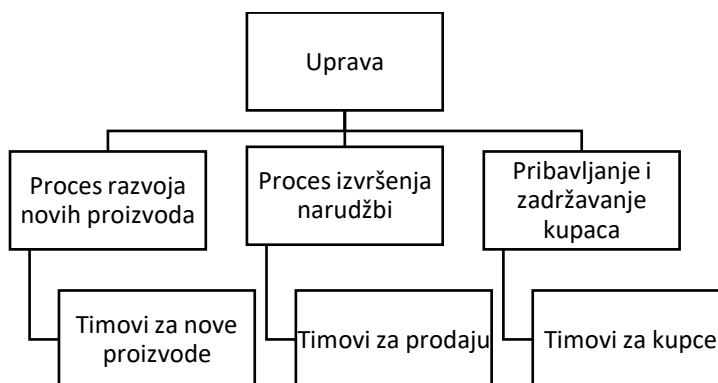 Uprava
Proces razvoja
novih proizvoda
Proces izvršenja
narudžbi
Pribavljanje i
zadržavanje
kupaca
Timovi za nove
proizvode
Timovi za prodaju
Timovi za kupce